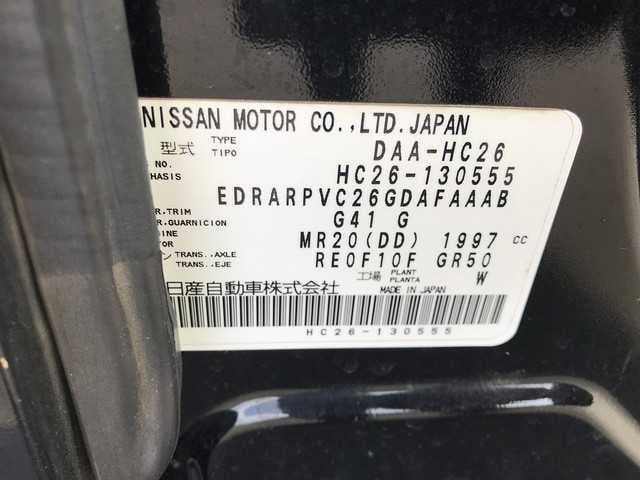 NISSAN MOTOR CO.,LTD.JAPAN
型式 TYPE TIPO DAA-HC26
NO. HASIS HC26-130555
EDRARPVC26GDAFAAAB
R.TRIM R.GUARNICION G41 G
INE OR MR20(DD) 1997 cc
ン TRANS.,AXLE TRANS.,EJE RE0F10F GR50
工場 PLANT PLANTA W
日産自動車株式会社 MADE IN JAPAN
HC26-130555